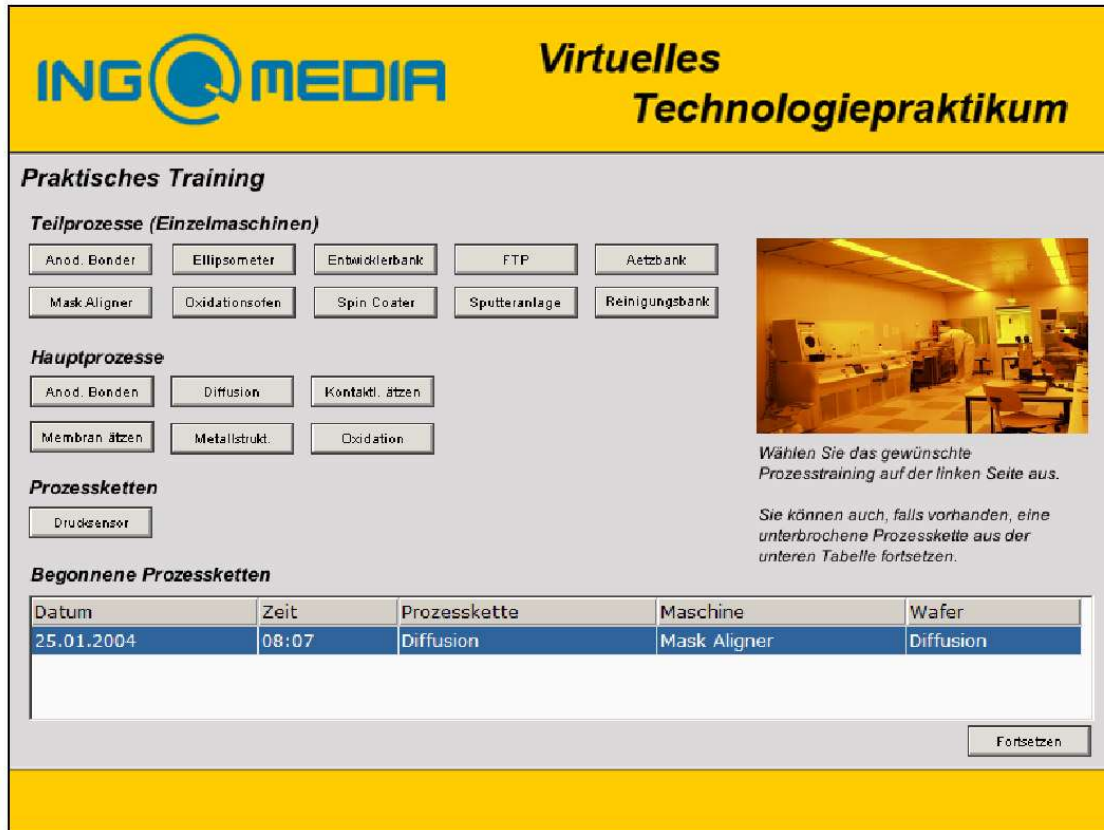 INGOMEDIA
Virtuelles
Technologiepraktikum
Praktisches Training
Teilprozesse (Einzelmaschinen)
Anod. Bonder Ellipsometer Entwicklerbank FTP Aetzbank
Mask Aligner Oxidationsofen Spin Coater Sputteranlage Reinigungsbank
Hauptprozesse
Anod. Bonden Diffusion Kontaktl. ätzen
Membran ätzen Metallstrukt. Oxidation
Wählen Sie das gewünschte
Prozesstraining auf der linken Seite aus.
Prozessketten
Drucksensor
Sie können auch, falls vorhanden, eine
unterbrochene Prozesskette aus der
unteren Tabelle fortsetzen.
Begonnene Prozessketten
Datum Zeit Prozesskette Maschine Wafer
25.01.2004 08:07 Diffusion Mask Aligner Diffusion
Fortsetzen